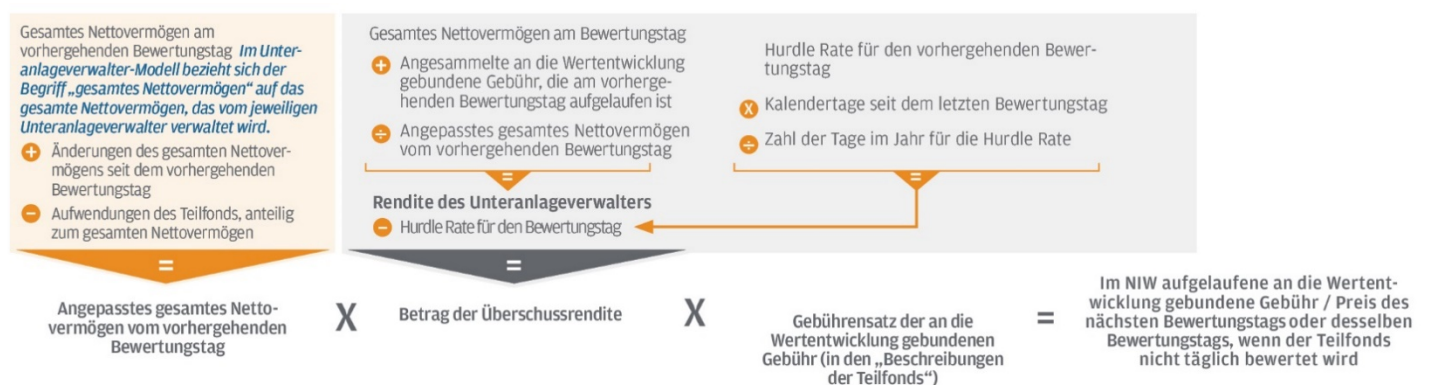 Gesamtes Nettovermögen am
vorhergehenden Bewertungstag Im Unter-
anlageverwalter-Modell bezieht sich der
Begriff „gesamtes Nettovermögen“ auf das
gesamte Nettovermögen, das vom jeweiligen
Unteranlageverwalter verwaltet wird.
+ Änderungen des gesamten Nettover-
mögens seit dem vorhergehenden
Bewertungstag
− Aufwendungen des Teilfonds, anteilig
zum gesamten Nettovermögen
=
Angepasstes gesamtes Netto-
vermögen vom vorhergehenden
Bewertungstag
X
Gesamtes Nettovermögen am Bewertungstag
+ Angesammelte an die Wertentwicklung
gebundene Gebühr, die am vorherge-
henden Bewertungstag aufgelaufen ist
÷ Angepasstes gesamtes Nettovermögen
vom vorhergehenden Bewertungstag
=
Rendite des Unteranlageverwalters
− Hurdle Rate für den Bewertungstag
=
Betrag der Überschussrendite
Hurdle Rate für den vorhergehenden Bewer-
tungstag
X Kalendertage seit dem letzten Bewertungstag
÷ Zahl der Tage im Jahr für die Hurdle Rate
=
X
Gebührensatz der an die
Wertentwicklung gebundenen
Gebühr (in den „Beschreibungen
der Teilfonds“)
=
Im NIW aufgelaufene an die Wertent-
wicklung gebundene Gebühr / Preis des
nächsten Bewertungstags oder desselben
Bewertungstags, wenn der Teilfonds
nicht täglich bewertet wird